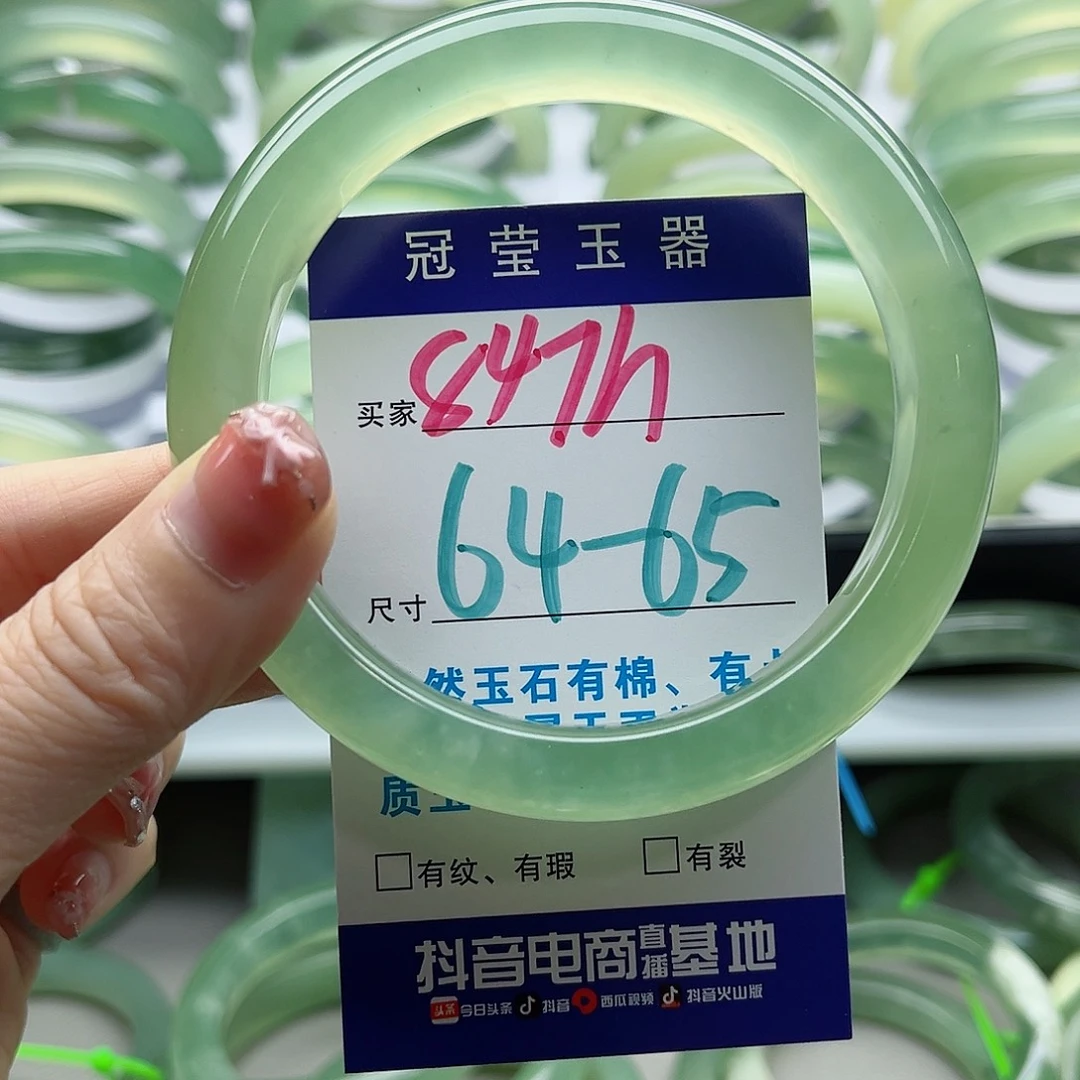 冠莹玉器
买家 847h
尺寸 64-65
然玉石有棉、有
质
有纹、有瑕 有裂
抖音电商直播基地
头条 今日头条 抖音 西瓜视频 抖音火山版